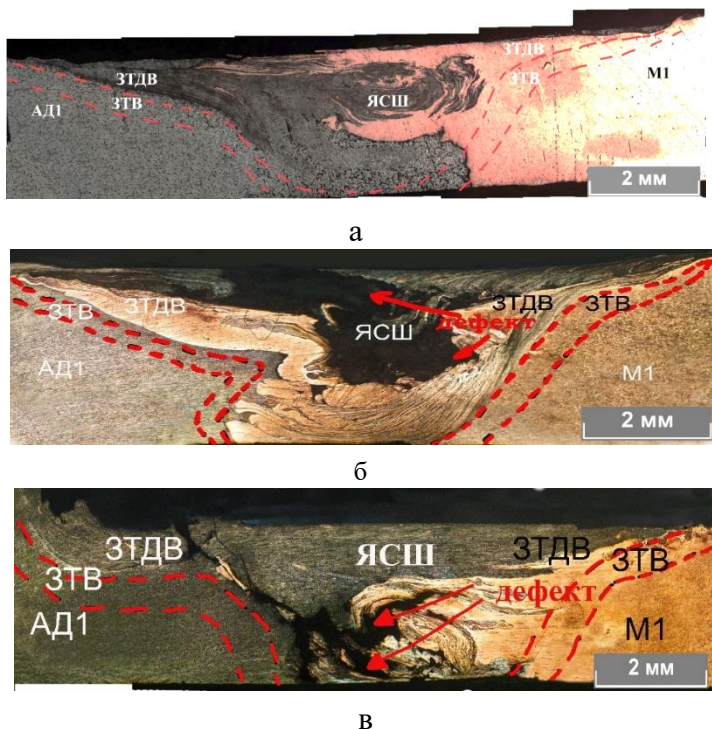 ЗТДВ
М1
ЗТДВ
ЗТВ
АД1
ЗТВ
ЯСШ
2 мм
а
ЗТВ
ЗТДВ
ЗТДВ
ЗТВ
дефект
ЯСШ
АД1
М1
2 мм
б
ЗТДВ
ЯСШ
ЗТДВ
ЗТВ
ЗТВ
дефект
АД1
М1
2 мм
в